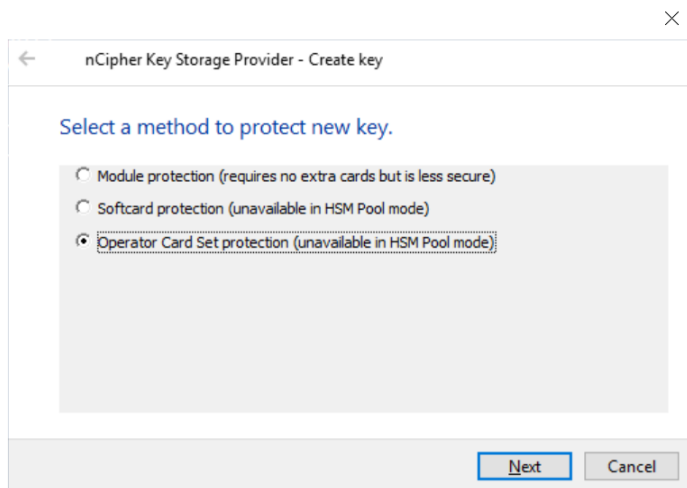 nCipher Key Storage Provider - Create key
Select a method to protect new key.
Module protection (requires no extra cards but is less secure)
Softcard protection (unavailable in HSM Pool mode)
Operator Card Set protection (unavailable in HSM Pool mode)
Next
Cancel